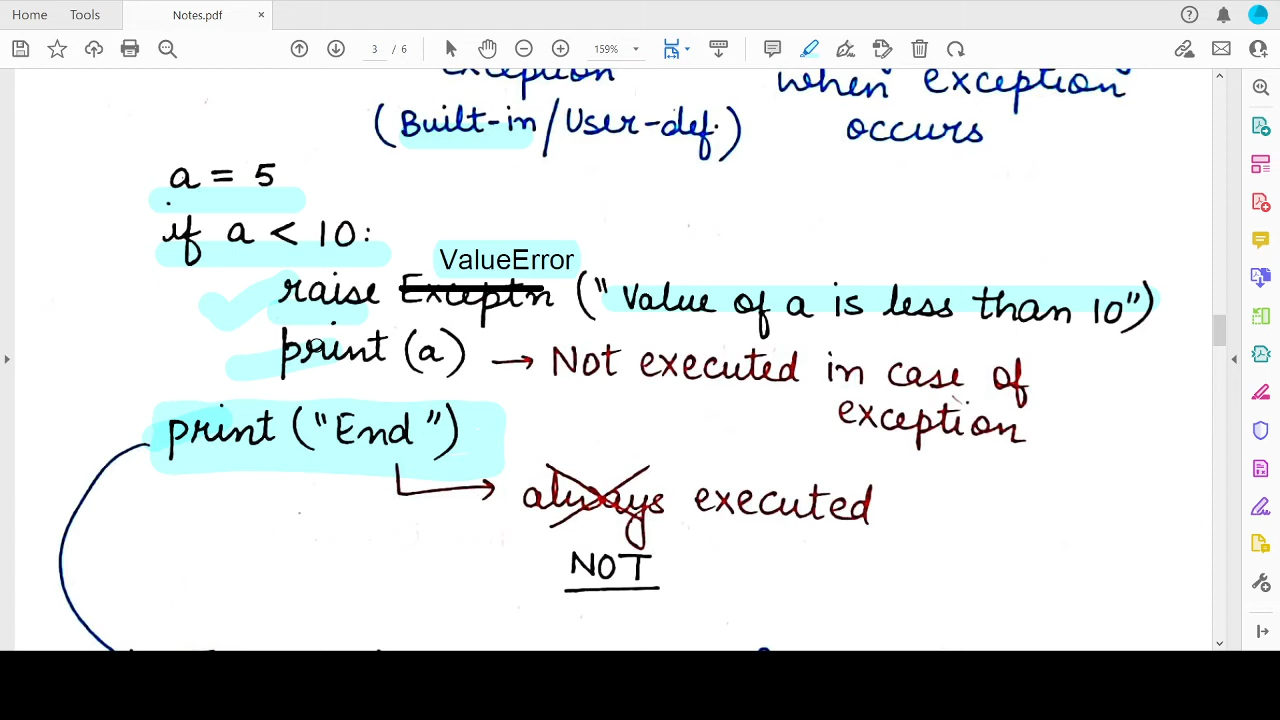 Home Tools Notes.pdf ×
3 / 6 159%
exception when exception
(Built-in/User-def.) occurs
a = 5
if a < 10:
ValueError
raise Exceptn ("Value of a is less than 10")
print (a) → Not executed in case of
exception
print ("End")
always executed
NOT